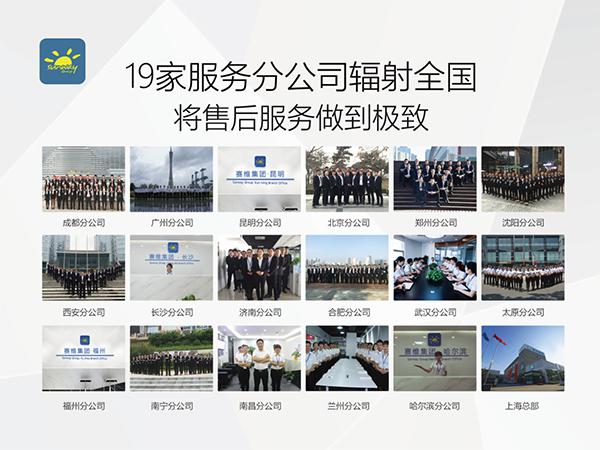 sunway
19家服务分公司辐射全国
将售后服务做到极致
赛维集团·昆明
成都分公司
广州分公司
昆明分公司
北京分公司
郑州分公司
沈阳分公司
赛维集团·长沙
西安分公司
长沙分公司
济南分公司
合肥分公司
武汉分公司
太原分公司
赛维集团·福州
赛维集团·哈尔滨
福州分公司
南宁分公司
南昌分公司
兰州分公司
哈尔滨分公司
上海总部